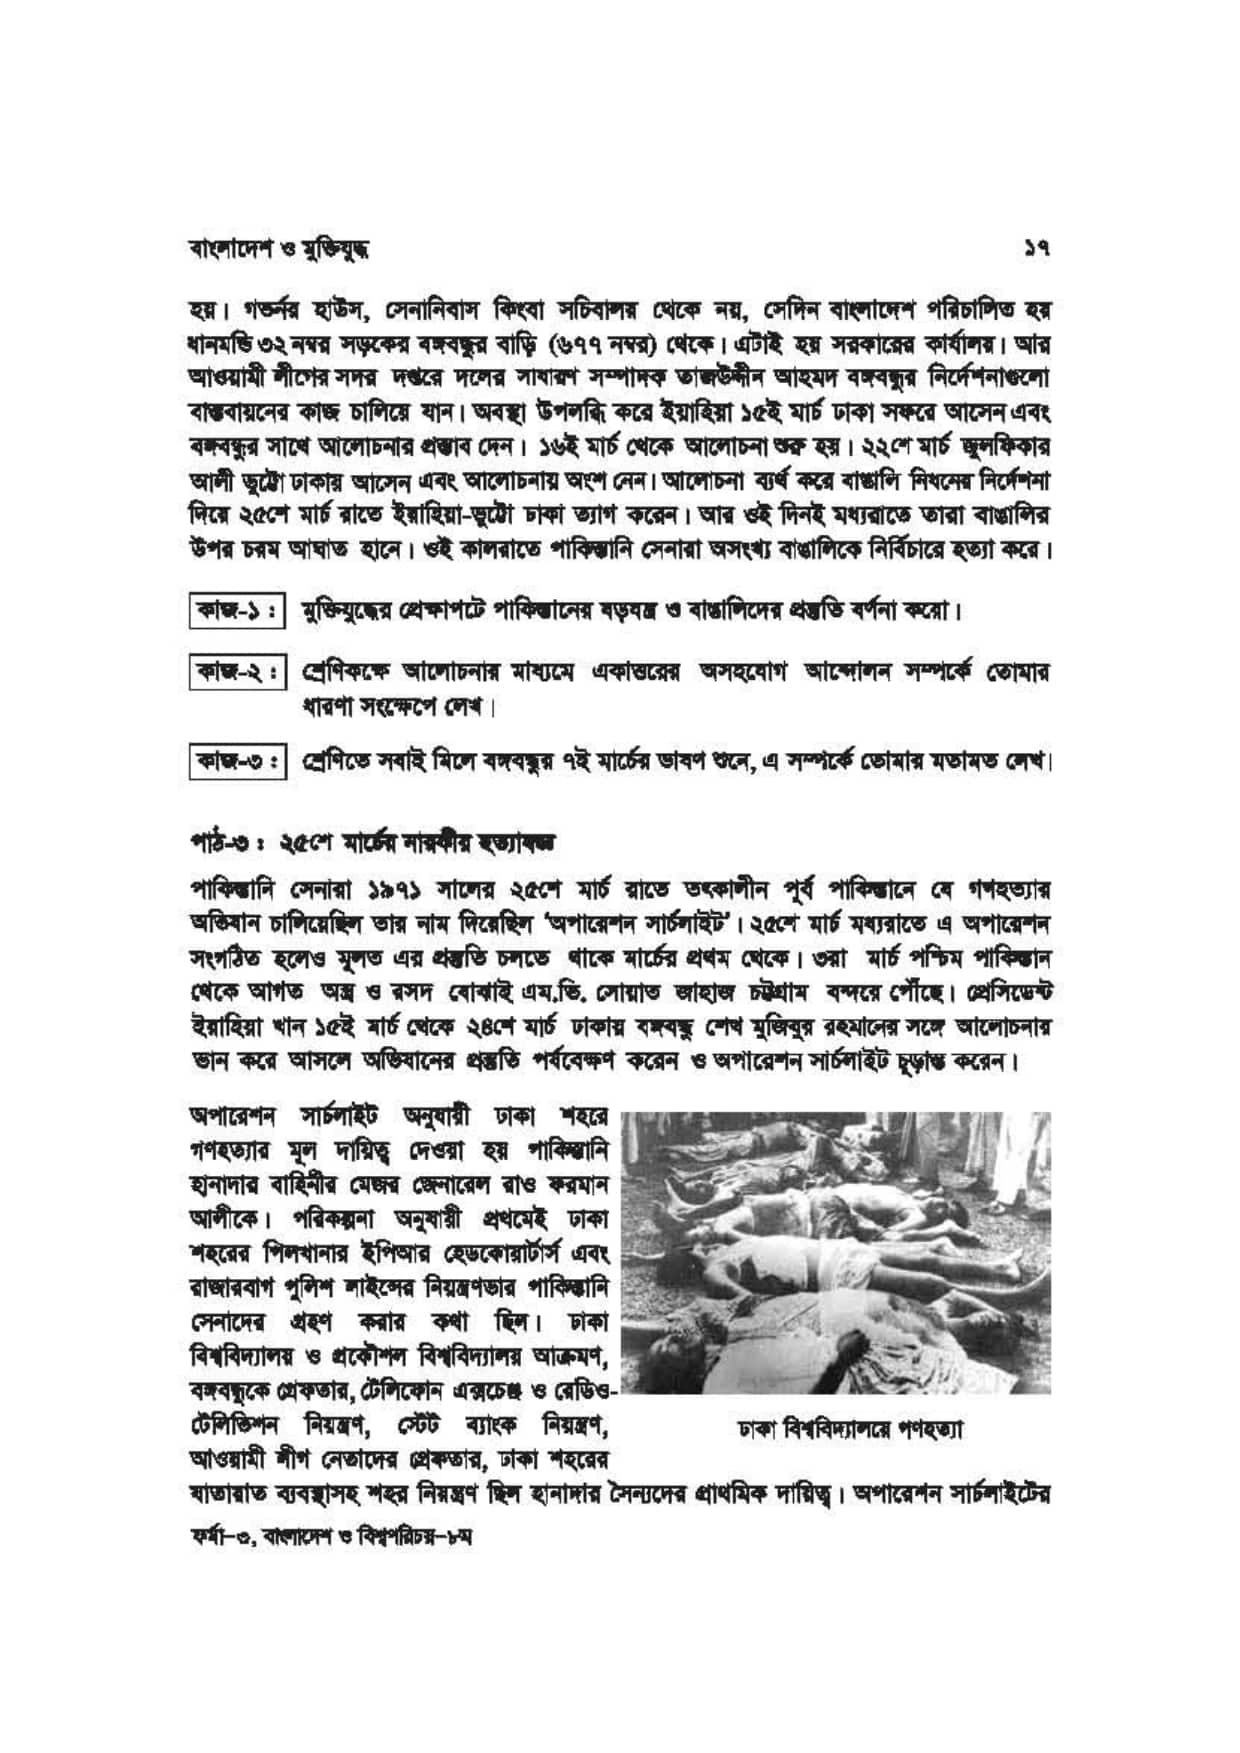 বাংলাদেশ ও মুক্তিযুদ্ধ ১৭
হয়। গভর্নর হাউস, সেনানিবাস কিংবা সচিবালয় থেকে নয়, সেদিন বাংলাদেশ পরিচালিত হয়
ধানমন্ডি ৩২ নম্বর সড়কের বঙ্গবন্ধুর বাড়ি (৬৭৭ নম্বর) থেকে। এটাই হয় সরকারের কার্যালয়। আর
আওয়ামী লীগের সদর দপ্তরে দলের সাধারণ সম্পাদক তাজউদ্দীন আহমদ বঙ্গবন্ধুর নির্দেশনাগুলো
বাস্তবায়নের কাজ চালিয়ে যান। অবস্থা উপলব্ধি করে ইয়াহিয়া ১৫ই মার্চ ঢাকা সফরে আসেন এবং
বঙ্গবন্ধুর সাথে আলোচনার প্রস্তাব দেন। ১৬ই মার্চ থেকে আলোচনা শুরু হয়। ২২শে মার্চ জুলফিকার
আলী ভুট্টো ঢাকায় আসেন এবং আলোচনায় অংশ নেন। আলোচনা ব্যর্থ করে বাঙালি নিধনের নির্দেশনা
দিয়ে ২৫শে মার্চ রাতে ইয়াহিয়া-ভুট্টো ঢাকা ত্যাগ করেন। আর ওই দিনই মধ্যরাতে তারা বাঙালির
উপর চরম আঘাত হানে। ওই কালরাতে পাকিস্তানি সেনারা অসংখ্য বাঙালিকে নির্বিচারে হত্যা করে।
কাজ-১ : মুক্তিযুদ্ধের প্রেক্ষাপটে পাকিস্তানের ষড়যন্ত্র ও বাঙালিদের প্রস্তুতি বর্ণনা করো।
কাজ-২ : শ্রেণিকক্ষে আলোচনার মাধ্যমে একাত্তরের অসহযোগ আন্দোলন সম্পর্কে তোমার
ধারণা সংক্ষেপে লেখ।
কাজ-৩ : শ্রেণিতে সবাই মিলে বঙ্গবন্ধুর ৭ই মার্চের ভাষণ শুনে, এ সম্পর্কে তোমার মতামত লেখ।
পাঠ-৩ : ২৫শে মার্চের নারকীয় হত্যাযজ্ঞ
পাকিস্তানি সেনারা ১৯৭১ সালের ২৫শে মার্চ রাতে তৎকালীন পূর্ব পাকিস্তানে যে গণহত্যার
অভিযান চালিয়েছিল তার নাম দিয়েছিল ‘অপারেশন সার্চলাইট’। ২৫শে মার্চ মধ্যরাতে এ অপারেশন
সংগঠিত হলেও মূলত এর প্রস্তুতি চলতে থাকে মার্চের প্রথম থেকে। ৩রা মার্চ পশ্চিম পাকিস্তান
থেকে আগত অস্ত্র ও রসদ বোঝাই এম.ভি. সোয়াত জাহাজ চট্টগ্রাম বন্দরে পৌঁছে। প্রেসিডেন্ট
ইয়াহিয়া খান ১৫ই মার্চ থেকে ২৪শে মার্চ ঢাকায় বঙ্গবন্ধু শেখ মুজিবুর রহমানের সঙ্গে আলোচনার
ভান করে আসলে অভিযানের প্রস্তুতি পর্যবেক্ষণ করেন ও অপারেশন সার্চলাইট চূড়ান্ত করেন।
অপারেশন সার্চলাইট অনুযায়ী ঢাকা শহরে
গণহত্যার মূল দায়িত্ব দেওয়া হয় পাকিস্তানি
হানাদার বাহিনীর মেজর জেনারেল রাও ফরমান
আলীকে। পরিকল্পনা অনুযায়ী প্রথমেই ঢাকা
শহরের পিলখানার ইপিআর হেডকোয়ার্টার্স এবং
রাজারবাগ পুলিশ লাইন্সের নিয়ন্ত্রণভার পাকিস্তানি
সেনাদের গ্রহণ করার কথা ছিল। ঢাকা
বিশ্ববিদ্যালয় ও প্রকৌশল বিশ্ববিদ্যালয় আক্রমণ,
বঙ্গবন্ধুকে গ্রেফতার, টেলিফোন এক্সচেঞ্জ ও রেডিও-
টেলিভিশন নিয়ন্ত্রণ, স্টেট ব্যাংক নিয়ন্ত্রণ,
আওয়ামী লীগ নেতাদের গ্রেফতার, ঢাকা শহরের
যাতায়াত ব্যবস্থাসহ শহর নিয়ন্ত্রণ ছিল হানাদার সৈন্যদের প্রাথমিক দায়িত্ব। অপারেশন সার্চলাইটের
ঢাকা বিশ্ববিদ্যালয়ে গণহত্যা
ফর্মা-৩, বাংলাদেশ ও বিশ্বপরিচয়-৮ম